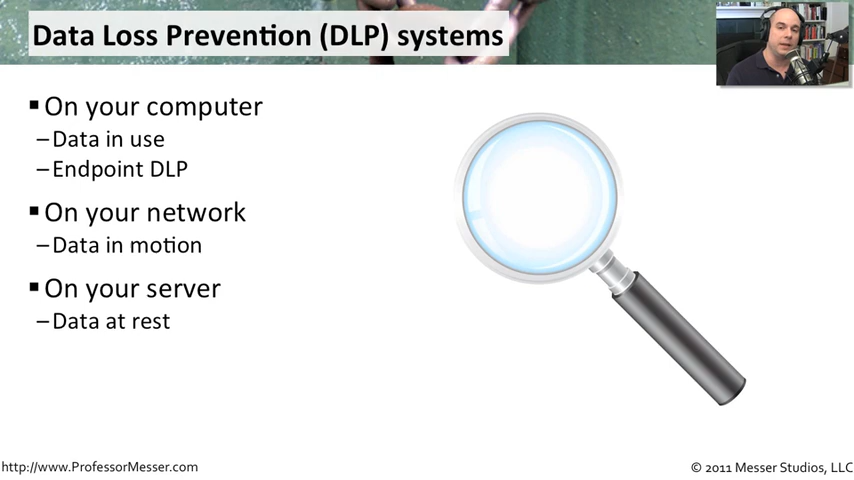 Data Loss Prevention (DLP) systems
▪ On your computer
– Data in use
– Endpoint DLP
▪ On your network
– Data in motion
▪ On your server
– Data at rest
http://www.ProfessorMesser.com
© 2011 Messer Studios, LLC